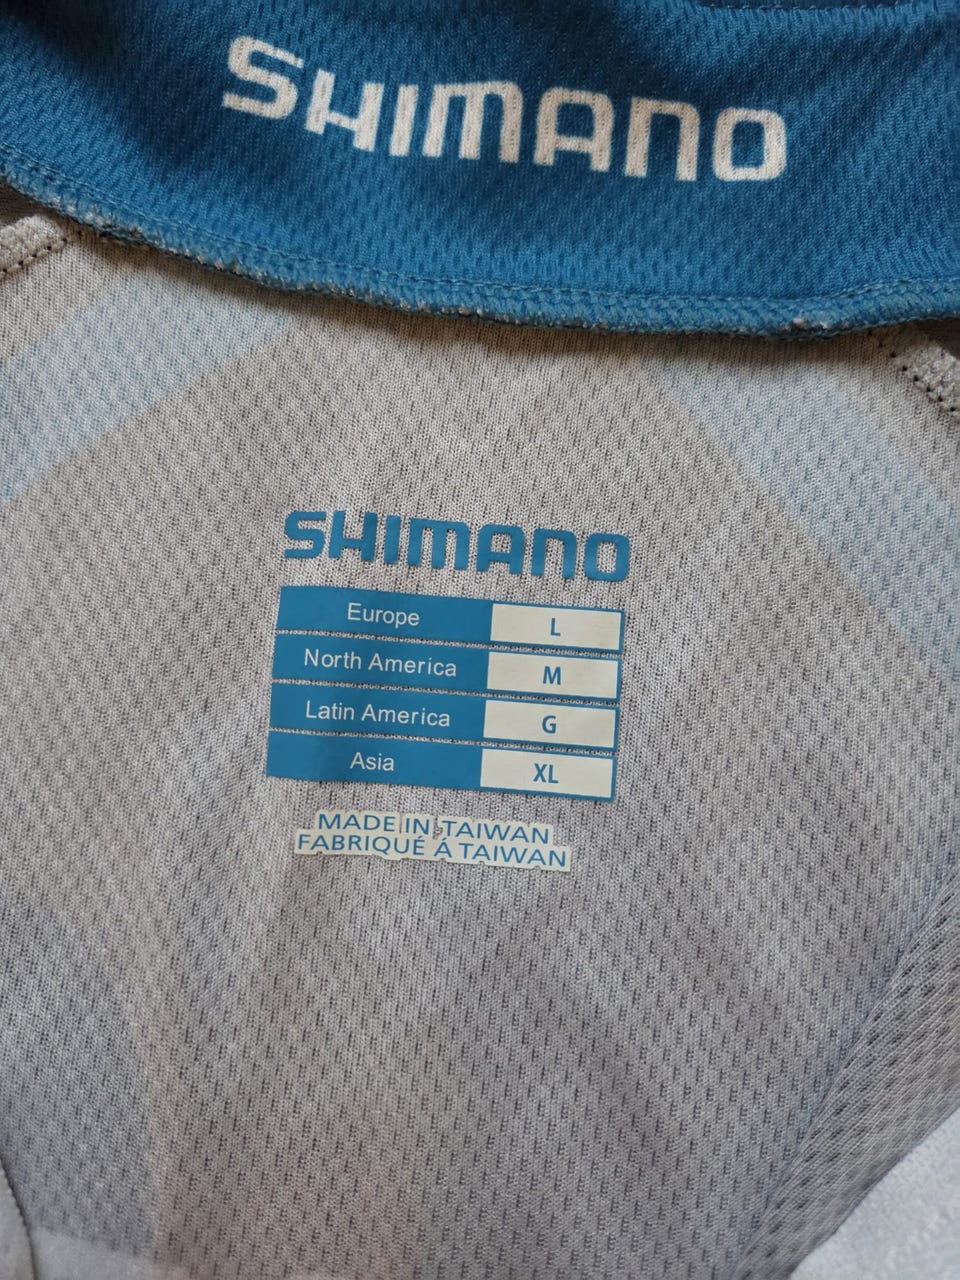 SHIMANO
SHIMANO
Europe L
North America M
Latin America G
Asia XL
MADE IN TAIWAN
FABRIQUÉ Á TAIWAN